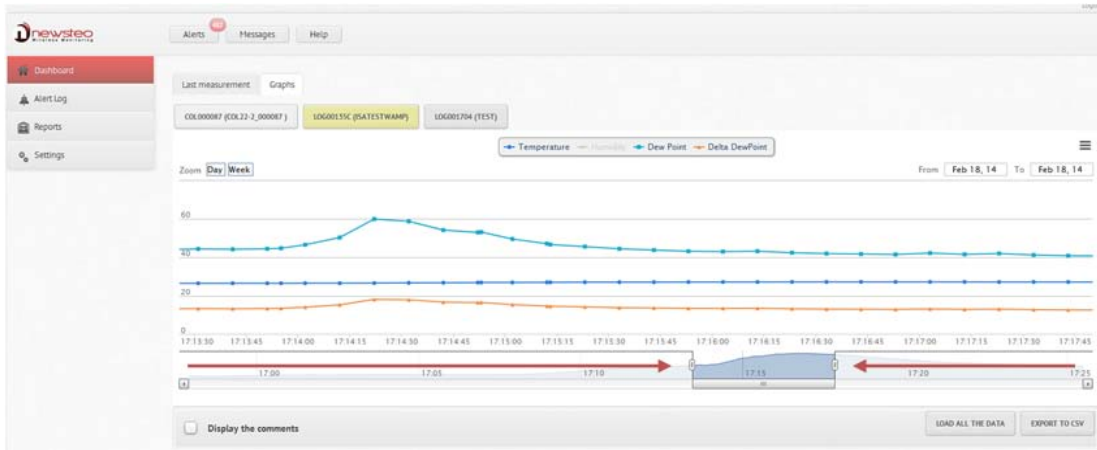 newsteo
Wireless Monitoring
Alerts
Messages
Help
Dashboard
Alert Log
Reports
Settings
Last measurement
Graphs
COL000087 (COL22-2_000087 )
LOG00155C (ISATESTWAMP)
LOG001704 (TEST)
Temperature
Humidity
Dew Point
Delta DewPoint
Zoom Day Week
From Feb 18, 14 To Feb 18, 14
60
40
20
0
17:13:30 17:13:45 17:14:00 17:14:15 17:14:30 17:14:45 17:15:00 17:15:15 17:15:30 17:15:45 17:16:00 17:16:15 17:16:30 17:16:45 17:17:00 17:17:15 17:17:30 17:17:45
17:00 17:05 17:10 17:15 17:20 17:25
Display the comments
LOAD ALL THE DATA
EXPORT TO CSV